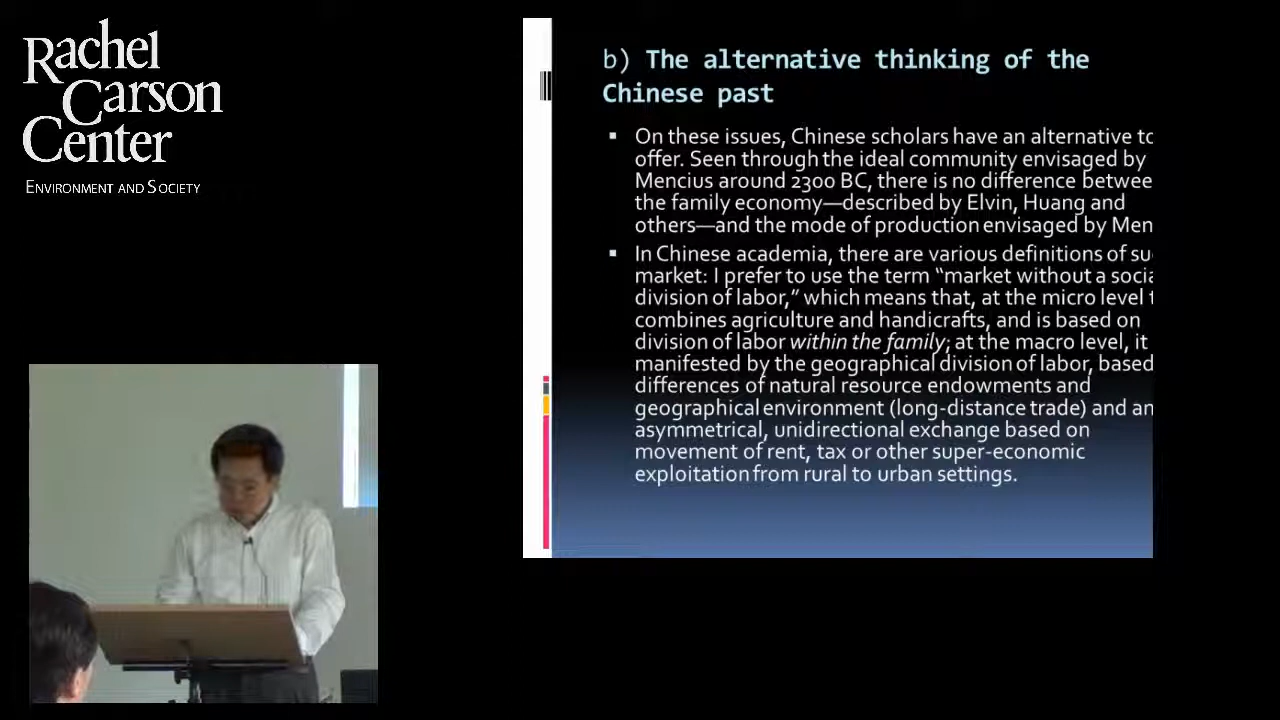 Rachel
Carson
Center
ENVIRONMENT AND SOCIETY
b) The alternative thinking of the
Chinese past
▪ On these issues, Chinese scholars have an alternative to
offer. Seen through the ideal community envisaged by
Mencius around 2300 BC, there is no difference betwee
the family economy—described by Elvin, Huang and
others—and the mode of production envisaged by Men
▪ In Chinese academia, there are various definitions of su
market: I prefer to use the term “market without a socia
division of labor,” which means that, at the micro level t
combines agriculture and handicrafts, and is based on
division of labor within the family; at the macro level, it
manifested by the geographical division of labor, based
differences of natural resource endowments and
geographical environment (long-distance trade) and an
asymmetrical, unidirectional exchange based on
movement of rent, tax or other super-economic
exploitation from rural to urban settings.